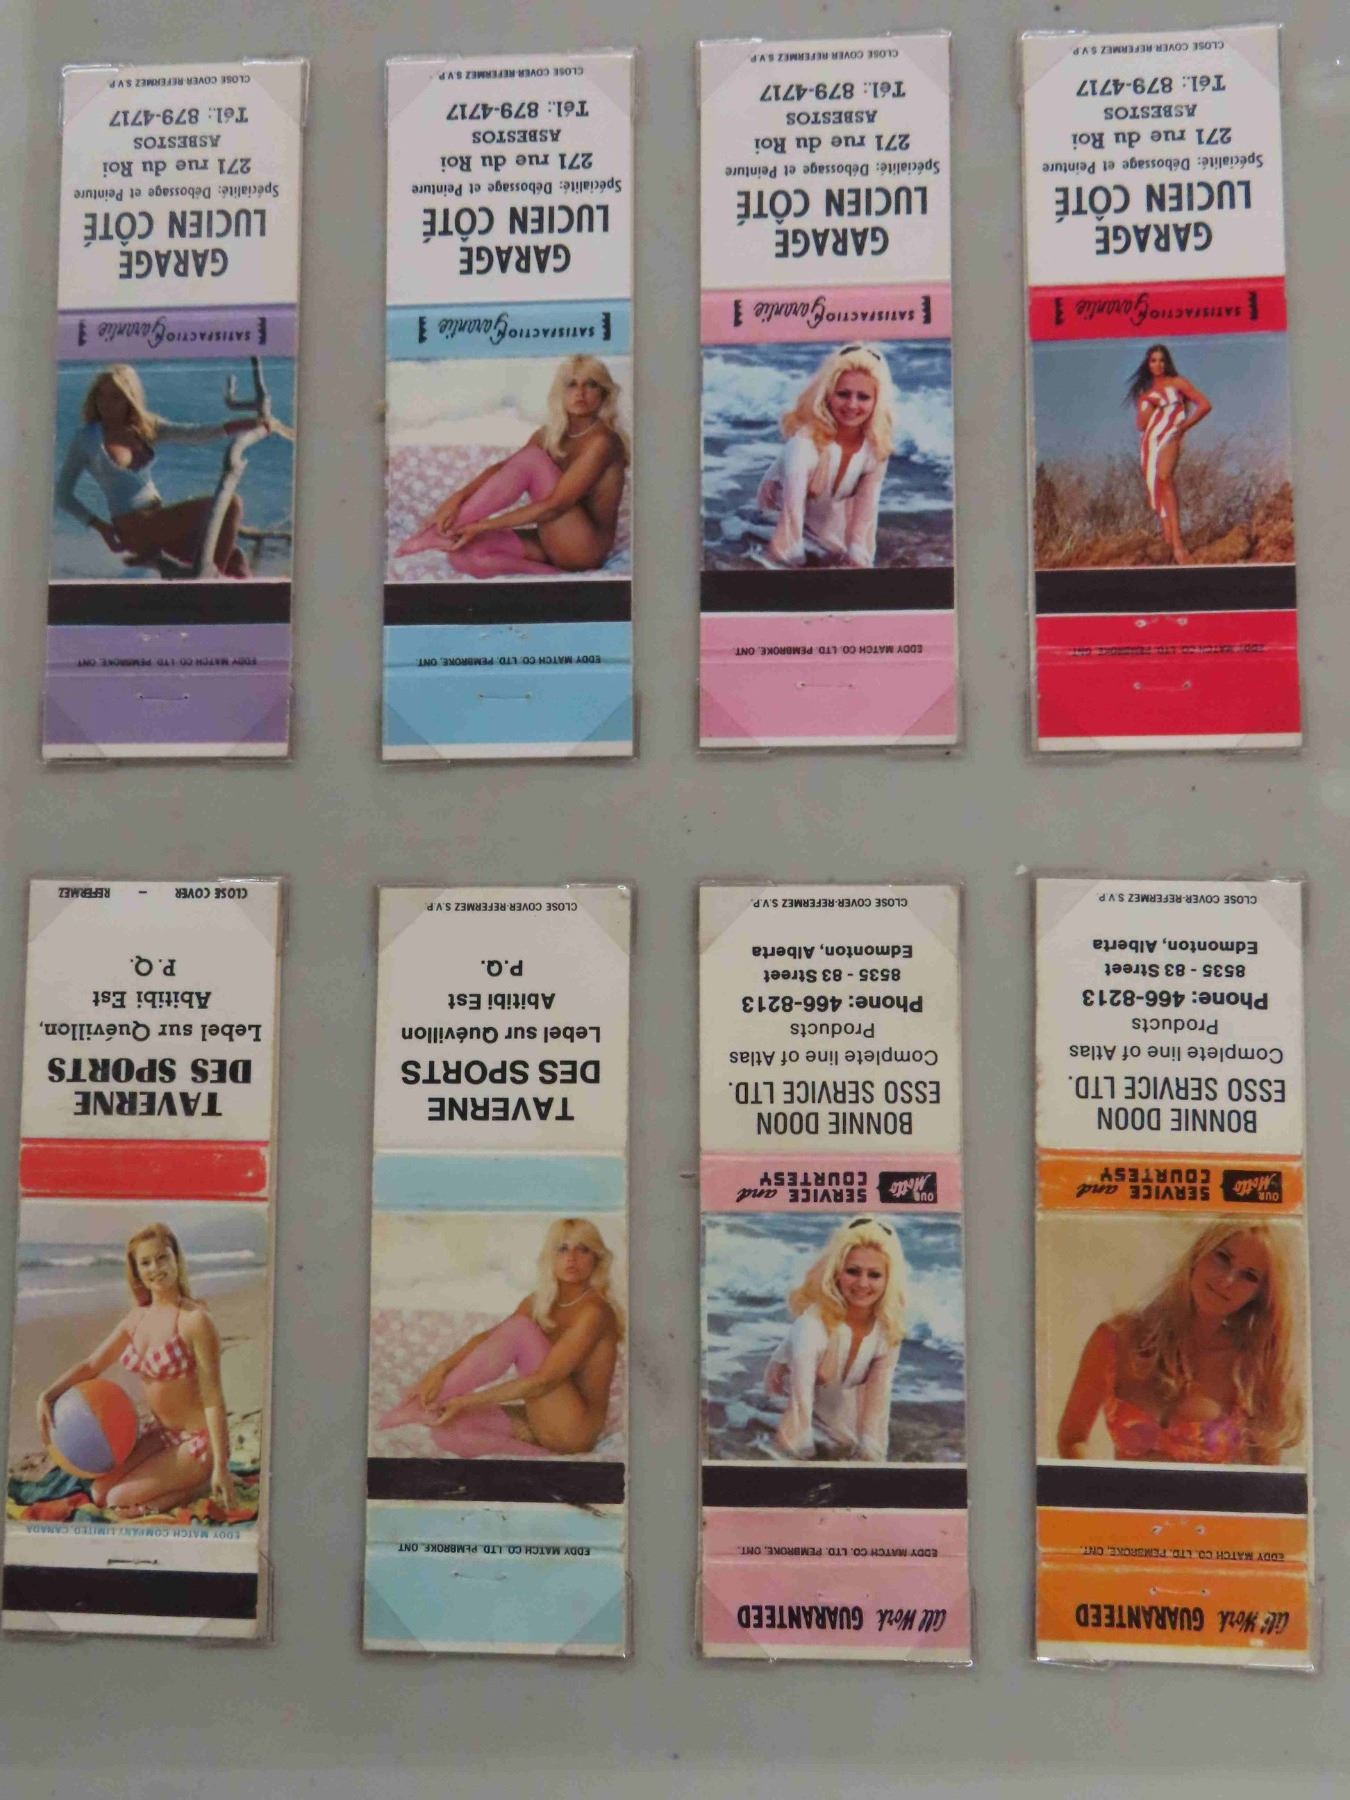 CLOSE COVER-REFERMEZ S.V.P.
Tél.: 879-4717
ASBESTOS
271 rue du Roi
Spécialité: Débossage et Peinture
LUCIEN CÔTÉ
GARAGE
SATISFACTION Garantie
EDDY MATCH CO. LTD. PEMBROKE, ONT.
CLOSE COVER-REFERMEZ S.V.P.
Tél.: 879-4717
ASBESTOS
271 rue du Roi
Spécialité: Débossage et Peinture
LUCIEN CÔTÉ
GARAGE
SATISFACTION Garantie
EDDY MATCH CO. LTD. PEMBROKE, ONT.
CLOSE COVER-REFERMEZ S.V.P.
Tél.: 879-4717
ASBESTOS
271 rue du Roi
Spécialité: Débossage et Peinture
LUCIEN CÔTÉ
GARAGE
SATISFACTION Garantie
EDDY MATCH CO. LTD. PEMBROKE, ONT.
CLOSE COVER-REFERMEZ S.V.P.
Tél.: 879-4717
ASBESTOS
271 rue du Roi
Spécialité: Débossage et Peinture
LUCIEN CÔTÉ
GARAGE
SATISFACTION Garantie
EDDY MATCH CO. LTD. PEMBROKE, ONT.
CLOSE COVER — REFERMEZ
P.Q.
Abitibi Est
Lebel sur Quévillon,
DES SPORTS
TAVERNE
EDDY MATCH COMPANY LIMITED, CANADA
CLOSE COVER-REFERMEZ S.V.P.
P.Q.
Abitibi Est
Lebel sur Quévillon
DES SPORTS
TAVERNE
EDDY MATCH CO. LTD. PEMBROKE, ONT.
CLOSE COVER-REFERMEZ S.V.P.
Edmonton, Alberta
8535 - 83 Street
Phone: 466-8213
Products
Complete line of Atlas
ESSO SERVICE LTD.
BONNIE DOON
OUR Motto SERVICE and COURTESY
EDDY MATCH CO. LTD. PEMBROKE, ONT.
All Work GUARANTEED
CLOSE COVER-REFERMEZ S.V.P.
Edmonton, Alberta
8535 - 83 Street
Phone: 466-8213
Products
Complete line of Atlas
ESSO SERVICE LTD.
BONNIE DOON
OUR Motto SERVICE and COURTESY
EDDY MATCH CO. LTD. PEMBROKE, ONT.
All Work GUARANTEED